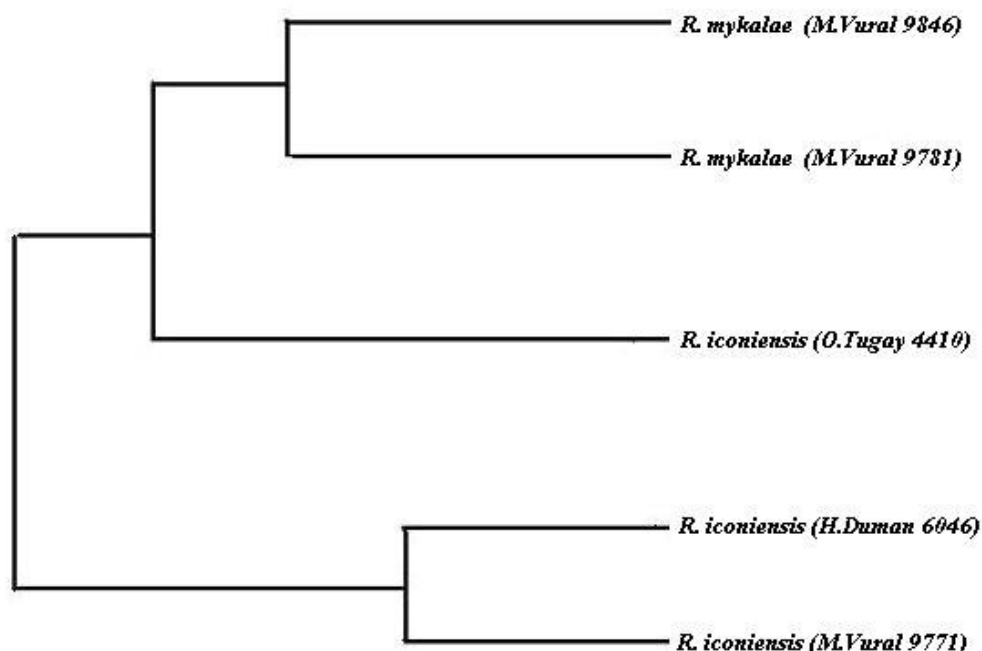 R. mykalae (M.Vural 9846)
R. mykalae (M.Vural 9781)
R. iconiensis (O.Tugay 4410)
R. iconiensis (H.Duman 6046)
R. iconiensis (M.Vural 9771)